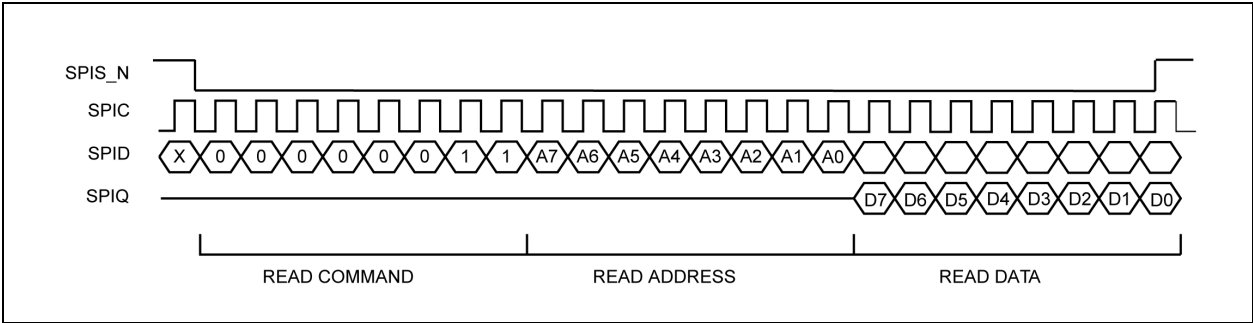 SPIS_N
SPIC
SPID X 0 0 0 0 0 0 1 1 A7 A6 A5 A4 A3 A2 A1 A0
SPIQ D7 D6 D5 D4 D3 D2 D1 D0
READ COMMAND READ ADDRESS READ DATA